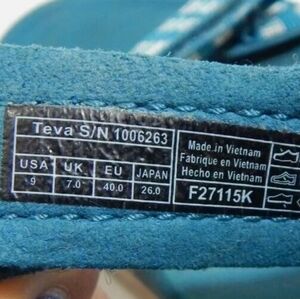 Teva S/N 1006263
USA UK EU JAPAN
9 7.0 40.0 26.0
Made in Vietnam
Fabrique en Vietnam
Hecho en Vietnam
F27115K